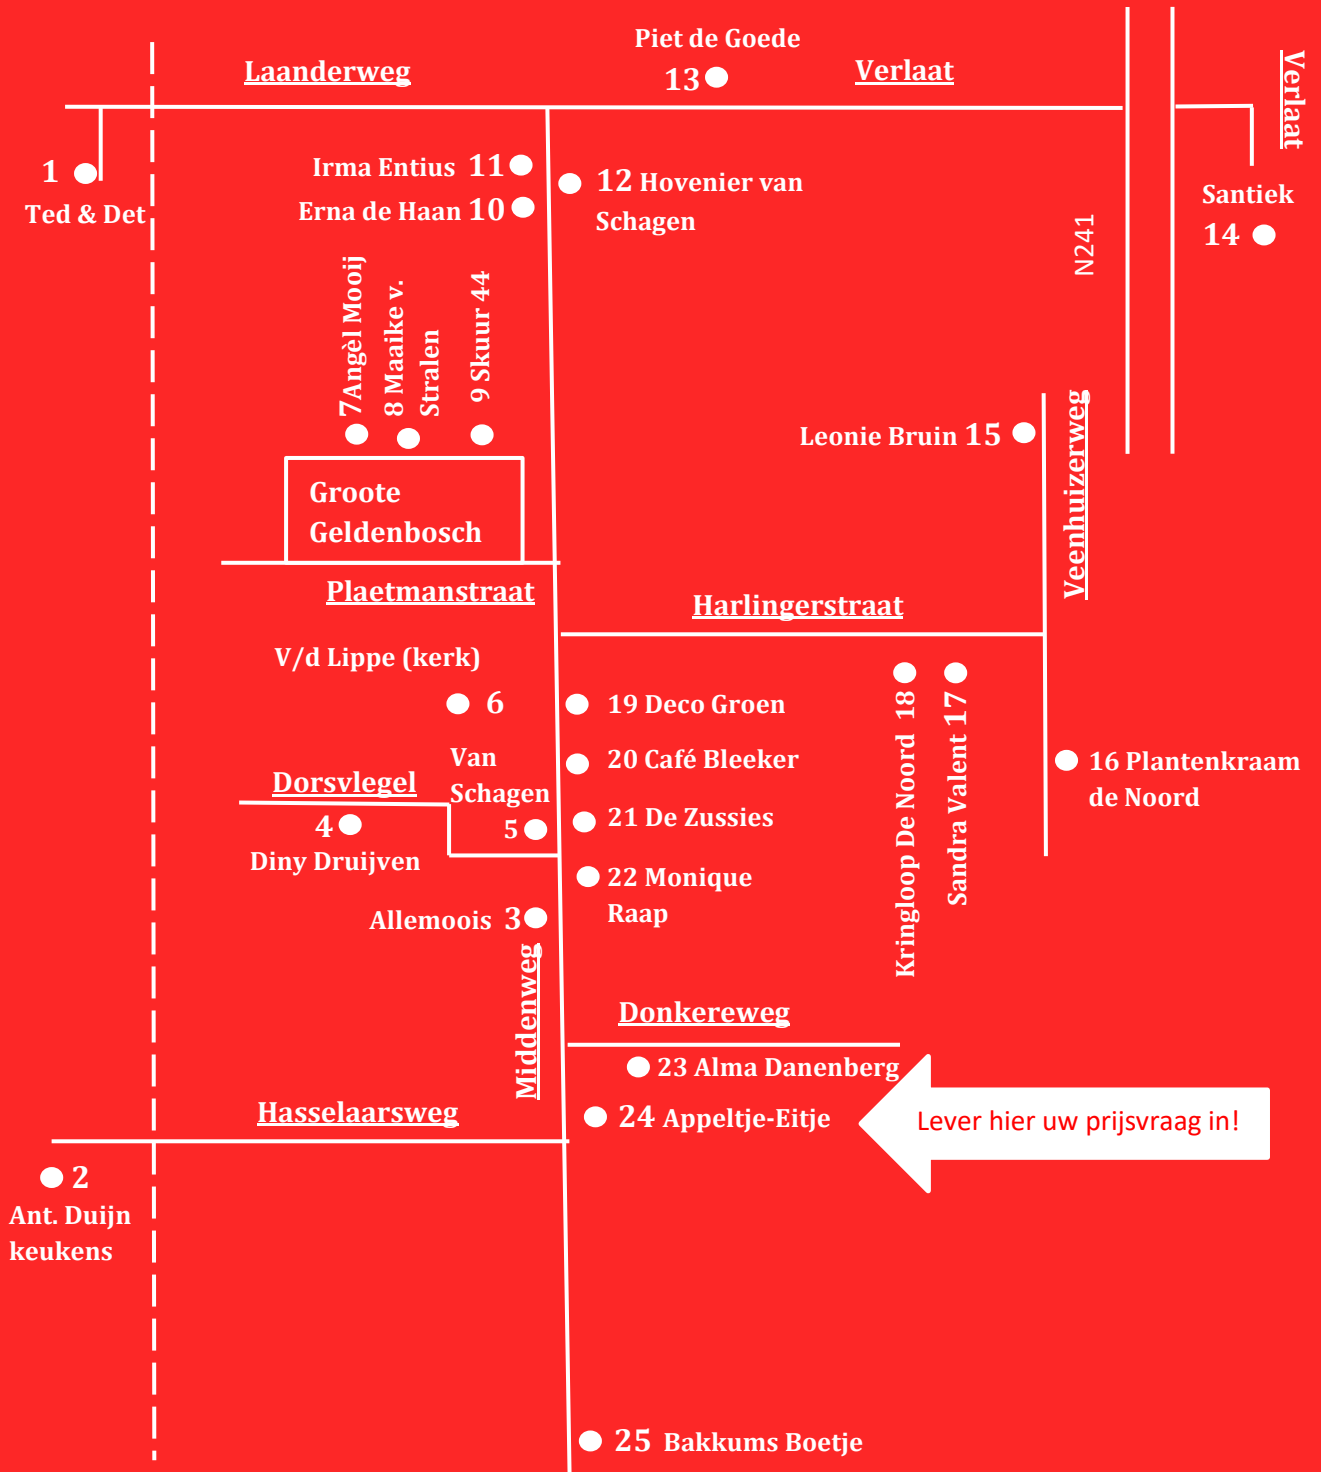 Piet de Goede
13
Laanderweg
Verlaat
Verlaat
1
Ted & Det
Irma Entius 11
Erna de Haan 10
12 Hovenier van
Schagen
Santiek
14
N241
7Angèl Mooij
8 Maaike v.
Stralen
9 Skuur 44
Leonie Bruin 15
Veenhuizerweg
Groote
Geldenbosch
Plaetmanstraat
Harlingerstraat
V/d Lippe (kerk)
6
19 Deco Groen
Kringloop De Noord 18
Sandra Valent 17
Van
Schagen
5
20 Café Bleeker
16 Plantenkraam
de Noord
Dorsvlegel
4
Diny Druijven
21 De Zussies
22 Monique
Raap
Allemoois 3
Middenweg
Donkereweg
23 Alma Danenberg
Hasselaarsweg
24 Appeltje-Eitje
Lever hier uw prijsvraag in!
2
Ant. Duijn
keukens
25 Bakkums Boetje